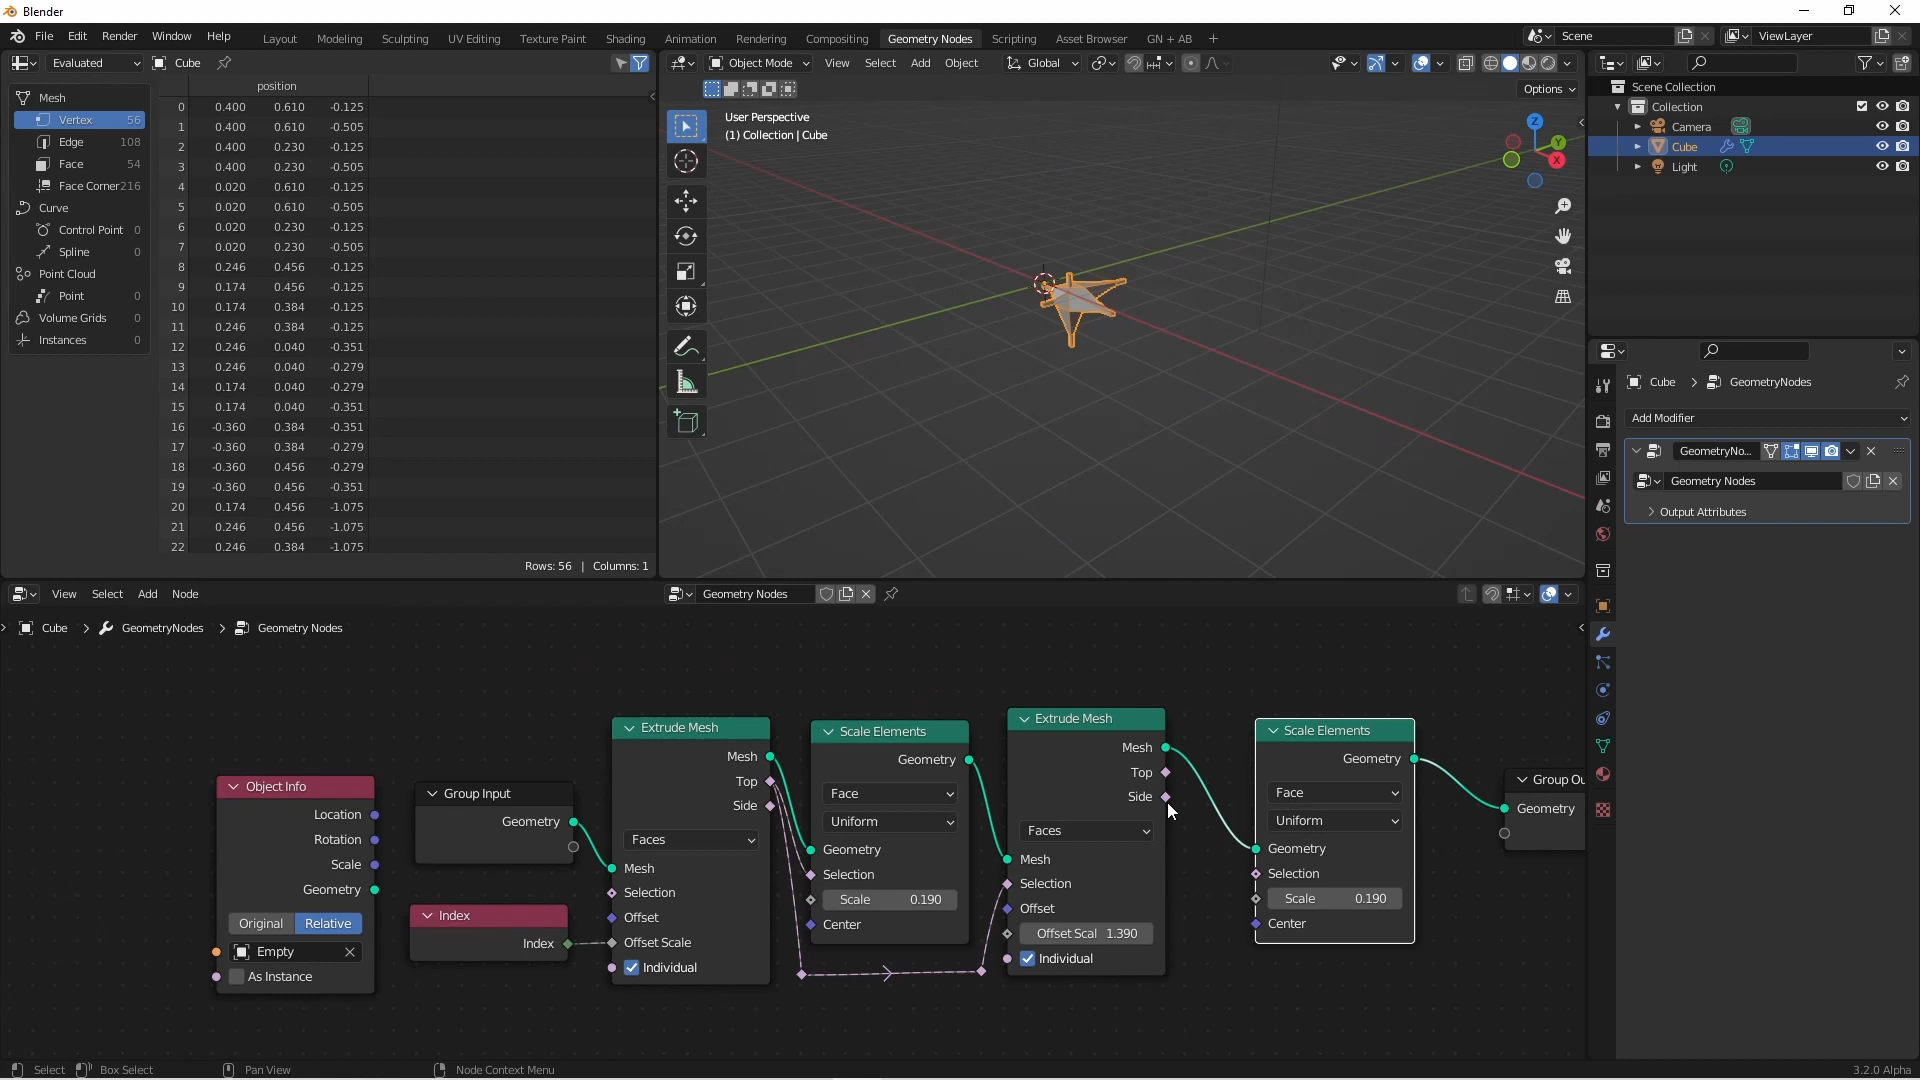 Blender
File Edit Render Window Help
Layout Modeling Sculpting UV Editing Texture Paint Shading Animation Rendering Compositing Geometry Nodes Scripting Asset Browser GN + AB +
Scene
ViewLayer
Evaluated
Cube
Object Mode View Select Add Object
Global
Options
position
Mesh
Vertex 56
Edge 108
Face 54
Face Corner 216
Curve
Control Point 0
Spline 0
Point Cloud
Point 0
Volume Grids 0
Instances 0
0 0.400 0.610 -0.125
1 0.400 0.610 -0.505
2 0.400 0.230 -0.125
3 0.400 0.230 -0.505
4 0.020 0.610 -0.125
5 0.020 0.610 -0.505
6 0.020 0.230 -0.125
7 0.020 0.230 -0.505
8 0.246 0.456 -0.125
9 0.174 0.456 -0.125
10 0.174 0.384 -0.125
11 0.246 0.384 -0.125
12 0.246 0.040 -0.351
13 0.246 0.040 -0.279
14 0.174 0.040 -0.279
15 0.174 0.040 -0.351
16 -0.360 0.384 -0.351
17 -0.360 0.384 -0.279
18 -0.360 0.456 -0.279
19 -0.360 0.456 -0.351
20 0.174 0.456 -1.075
21 0.246 0.456 -1.075
22 0.246 0.384 -1.075
Rows: 56 | Columns: 1
User Perspective
(1) Collection | Cube
Z
Y
X
Scene Collection
Collection
Camera
Cube
Light
Cube > GeometryNodes
Add Modifier
GeometryNo...
Geometry Nodes
Output Attributes
View Select Add Node
Geometry Nodes
Cube > GeometryNodes > Geometry Nodes
Object Info
Location
Rotation
Scale
Geometry
Original Relative
Empty
As Instance
Group Input
Geometry
Index
Index
Extrude Mesh
Mesh
Top
Side
Faces
Mesh
Selection
Offset
Offset Scale
Individual
Scale Elements
Geometry
Face
Uniform
Geometry
Selection
Scale 0.190
Center
Extrude Mesh
Mesh
Top
Side
Faces
Mesh
Selection
Offset
Offset Scal 1.390
Individual
Scale Elements
Geometry
Face
Uniform
Geometry
Selection
Scale 0.190
Center
Group Ou
Geometry
Select
Box Select
Pan View
Node Context Menu
3.2.0 Alpha